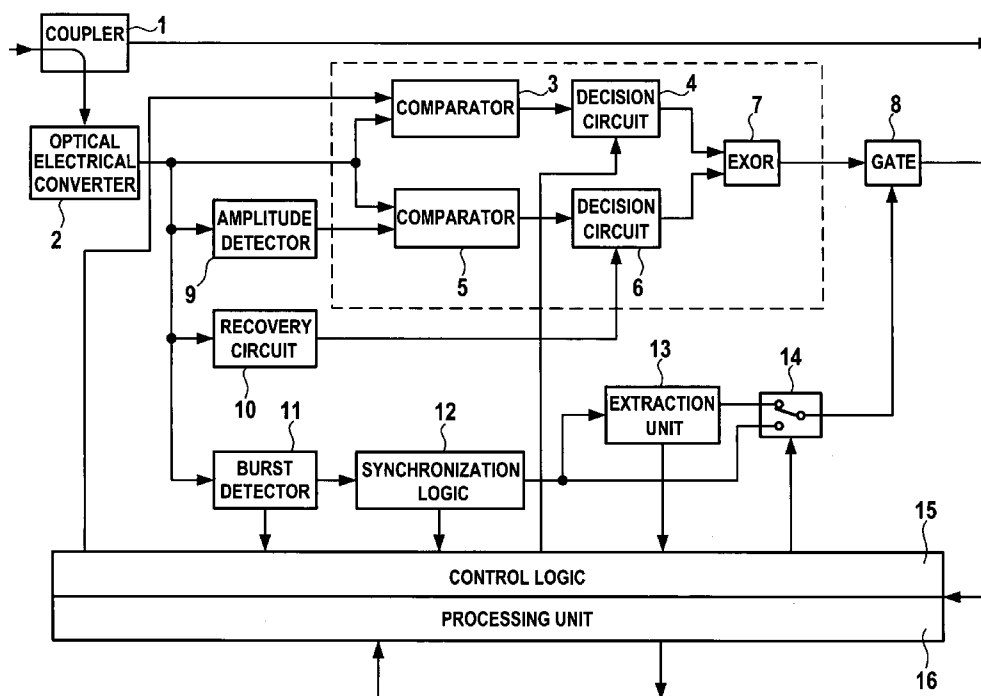 1
COUPLER
3
COMPARATOR
4
DECISION
CIRCUIT
7
EXOR
8
GATE
OPTICAL
ELECTRICAL
CONVERTER
2
AMPLITUDE
DETECTOR
9
COMPARATOR
5
DECISION
CIRCUIT
6
RECOVERY
CIRCUIT
10
11
BURST
DETECTOR
12
SYNCHRONIZATION
LOGIC
13
EXTRACTION
UNIT
14
15
CONTROL LOGIC
PROCESSING UNIT
16